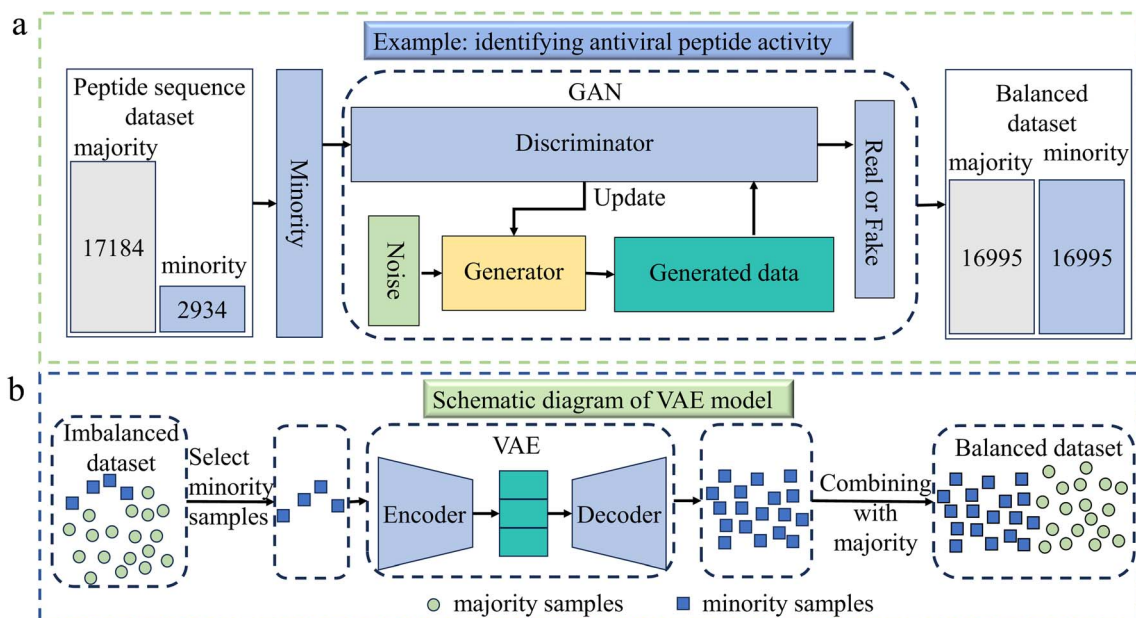 a
Example: identifying antiviral peptide activity
Peptide sequence
dataset
majority
17184
minority
2934
Minority
GAN
Discriminator
Update
Noise
Generator
Generated data
Real or Fake
Balanced
dataset
majority
minority
16995
16995
b
Schematic diagram of VAE model
Imbalanced
dataset
Select
minority
samples
VAE
Encoder
Decoder
Combining
with
majority
Balanced dataset
majority samples
minority samples